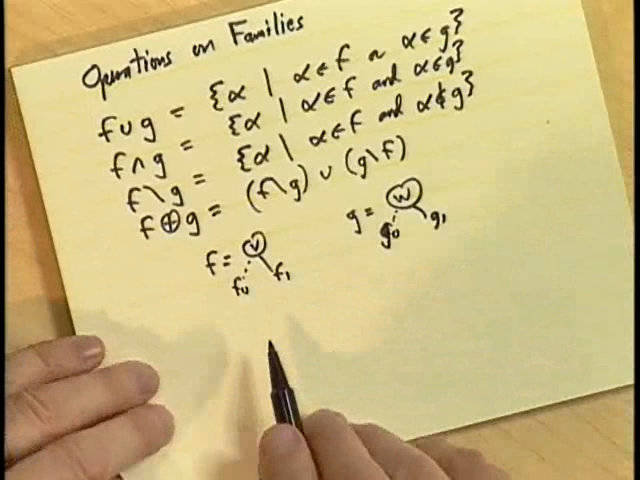 Operations on Families
f ∪ g = {α | α ∈ f or α ∈ g}
f ∩ g = {α | α ∈ f and α ∈ g}
f \ g = {α | α ∈ f and α ∉ g}
f ⊕ g = (f \ g) ∪ (g \ f)
f = v f0 f1
g = w g0 g1